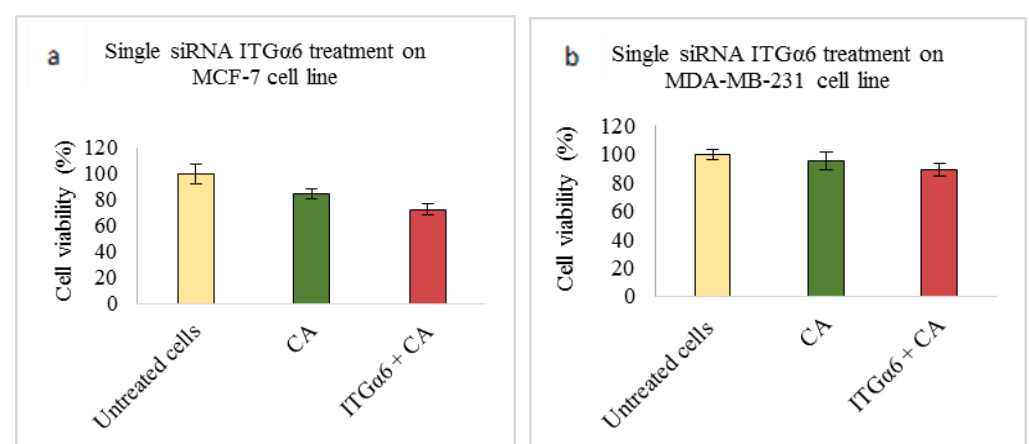 a
Single siRNA ITGα6 treatment on
MCF-7 cell line
Cell viability (%)
120
100
80
60
40
20
0
Untreated cells
CA
ITGα6 + CA
b
Single siRNA ITGα6 treatment on
MDA-MB-231 cell line
Cell viability (%)
120
100
80
60
40
20
0
Untreated cells
CA
ITGα6 + CA